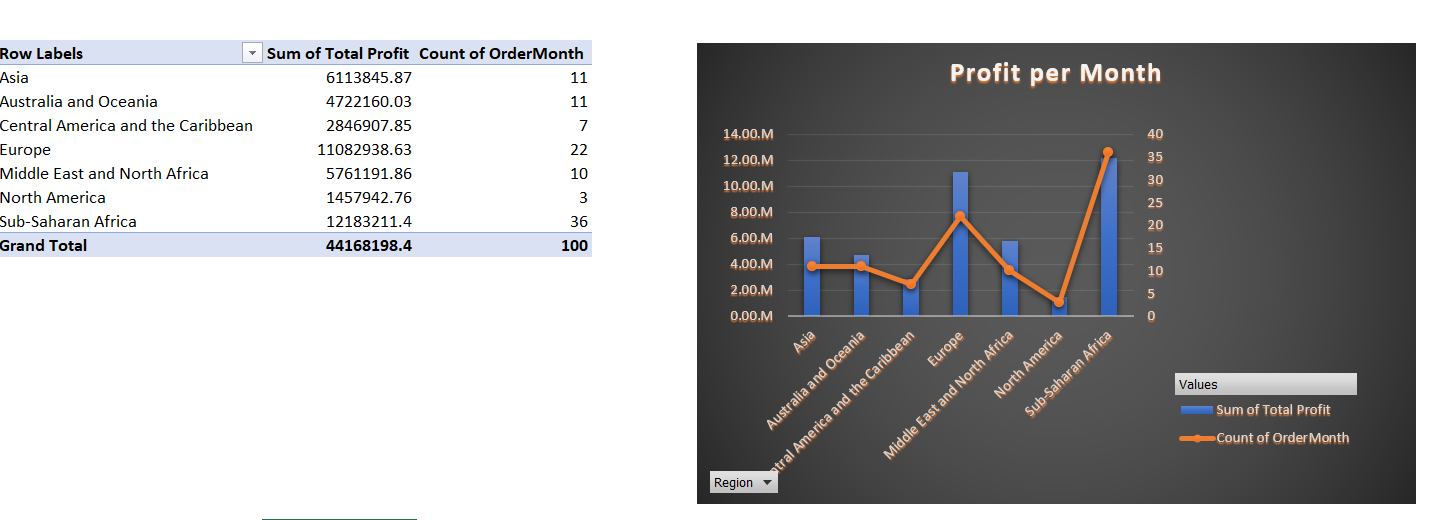 Row Labels Sum of Total Profit Count of OrderMonth
Asia 6113845.87 11
Australia and Oceania 4722160.03 11
Central America and the Caribbean 2846907.85 7
Europe 11082938.63 22
Middle East and North Africa 5761191.86 10
North America 1457942.76 3
Sub-Saharan Africa 12183211.4 36
Grand Total 44168198.4 100
Profit per Month
14.00.M
12.00.M
10.00.M
8.00.M
6.00.M
4.00.M
2.00.M
0.00.M
40
35
30
25
20
15
10
5
0
Asia
Australia and Oceania
ntral America and the Caribbean
Europe
Middle East and North Africa
North America
Sub-Saharan Africa
Values
Sum of Total Profit
Count of OrderMonth
Region